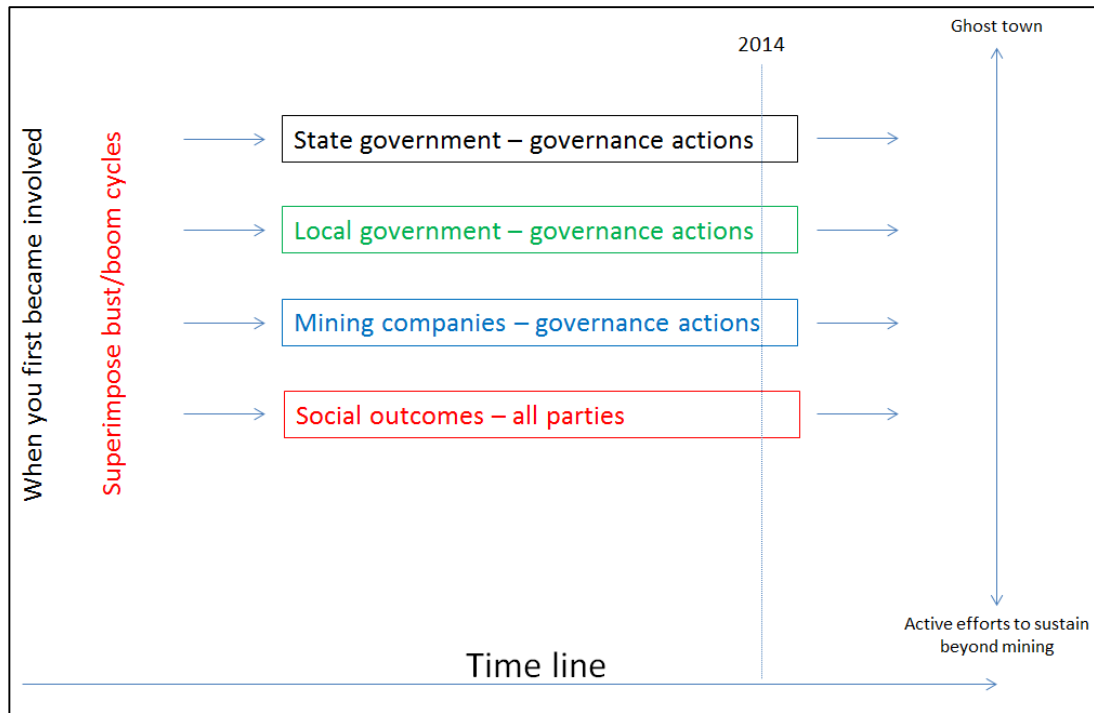 Ghost town
2014
When you first became involved
Superimpose bust/boom cycles
State government – governance actions
Local government – governance actions
Mining companies – governance actions
Social outcomes – all parties
Active efforts to sustain
beyond mining
Time line